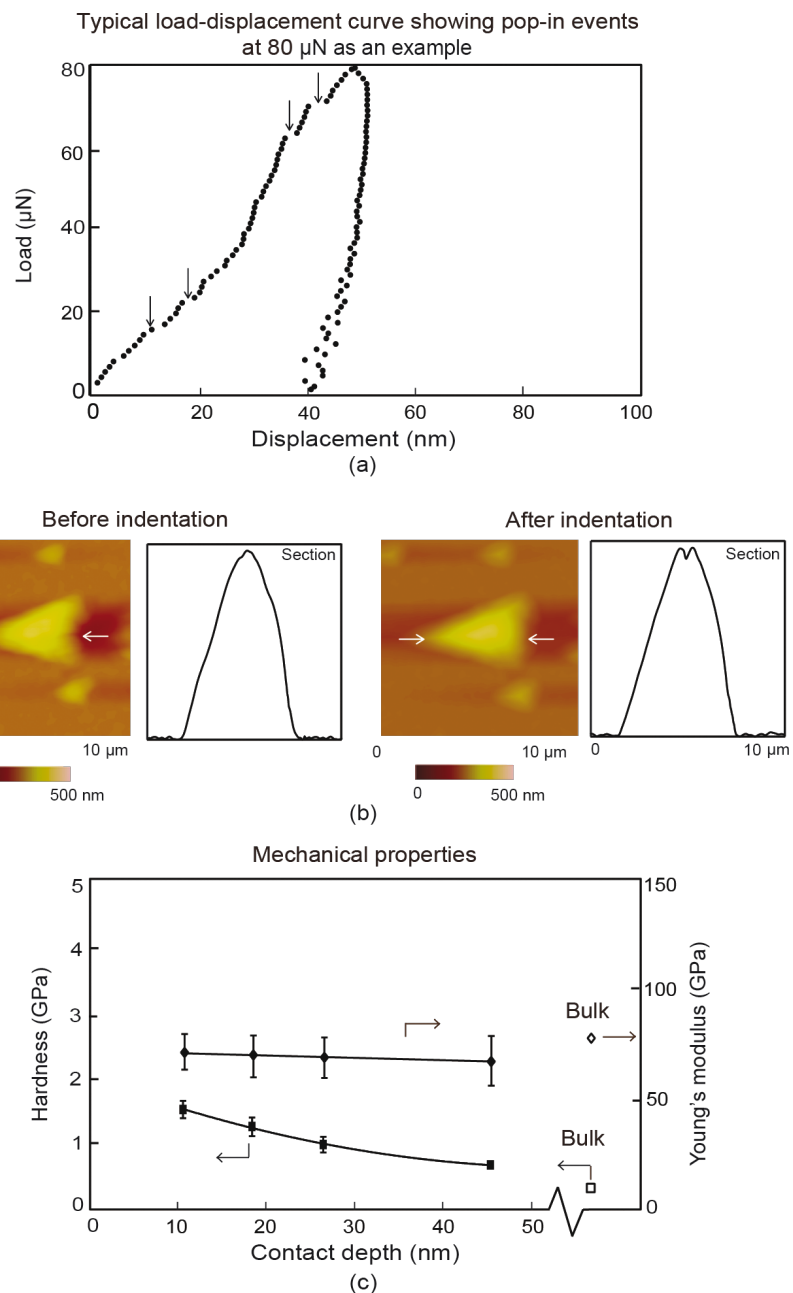 Typical load-displacement curve showing pop-in events
at 80 µN as an example
80
60
40
20
0
Load (µN)
0 20 40 60 80 100
Displacement (nm)
(a)
Before indentation
After indentation
Section
Section
10 µm
0
10 µm
0
10 µm
500 nm
0
500 nm
(b)
Mechanical properties
5
4
3
2
1
0
Hardness (GPa)
150
100
50
0
Young's modulus (GPa)
Bulk
Bulk
0 10 20 30 40 50
Contact depth (nm)
(c)